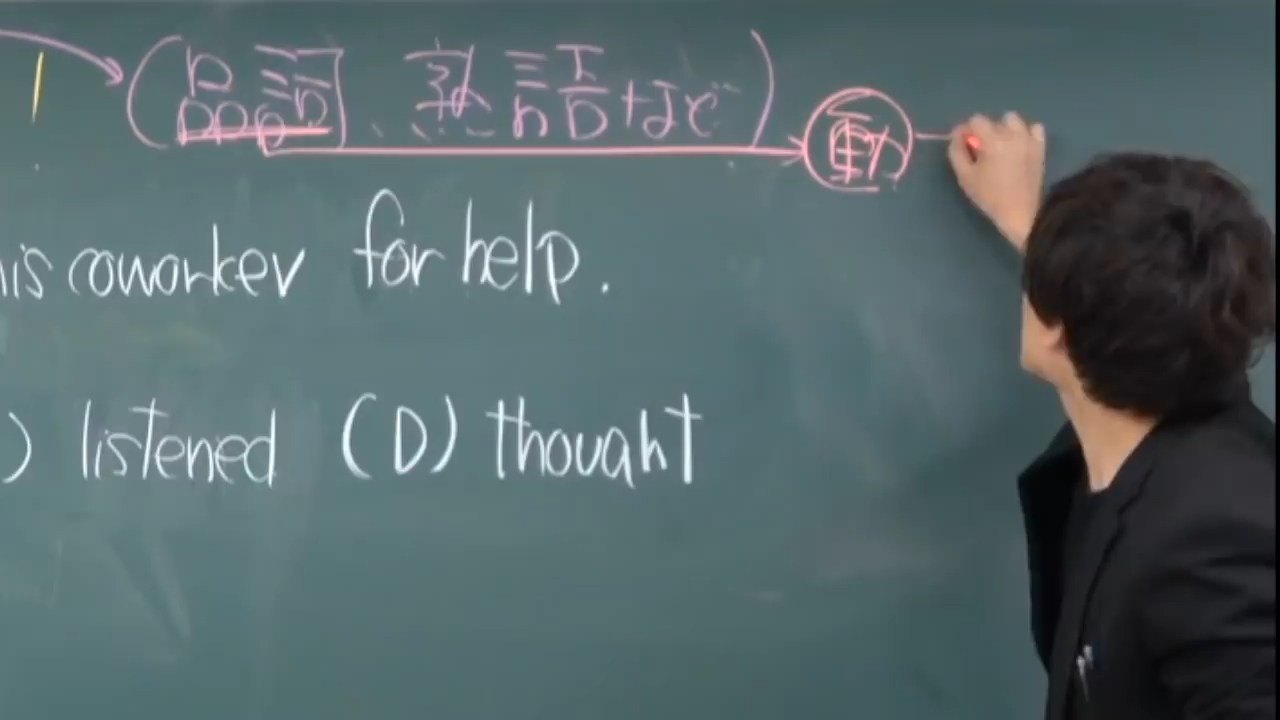 (品詞 熟語など) 動
his coworker for help.
) listened (D) thought